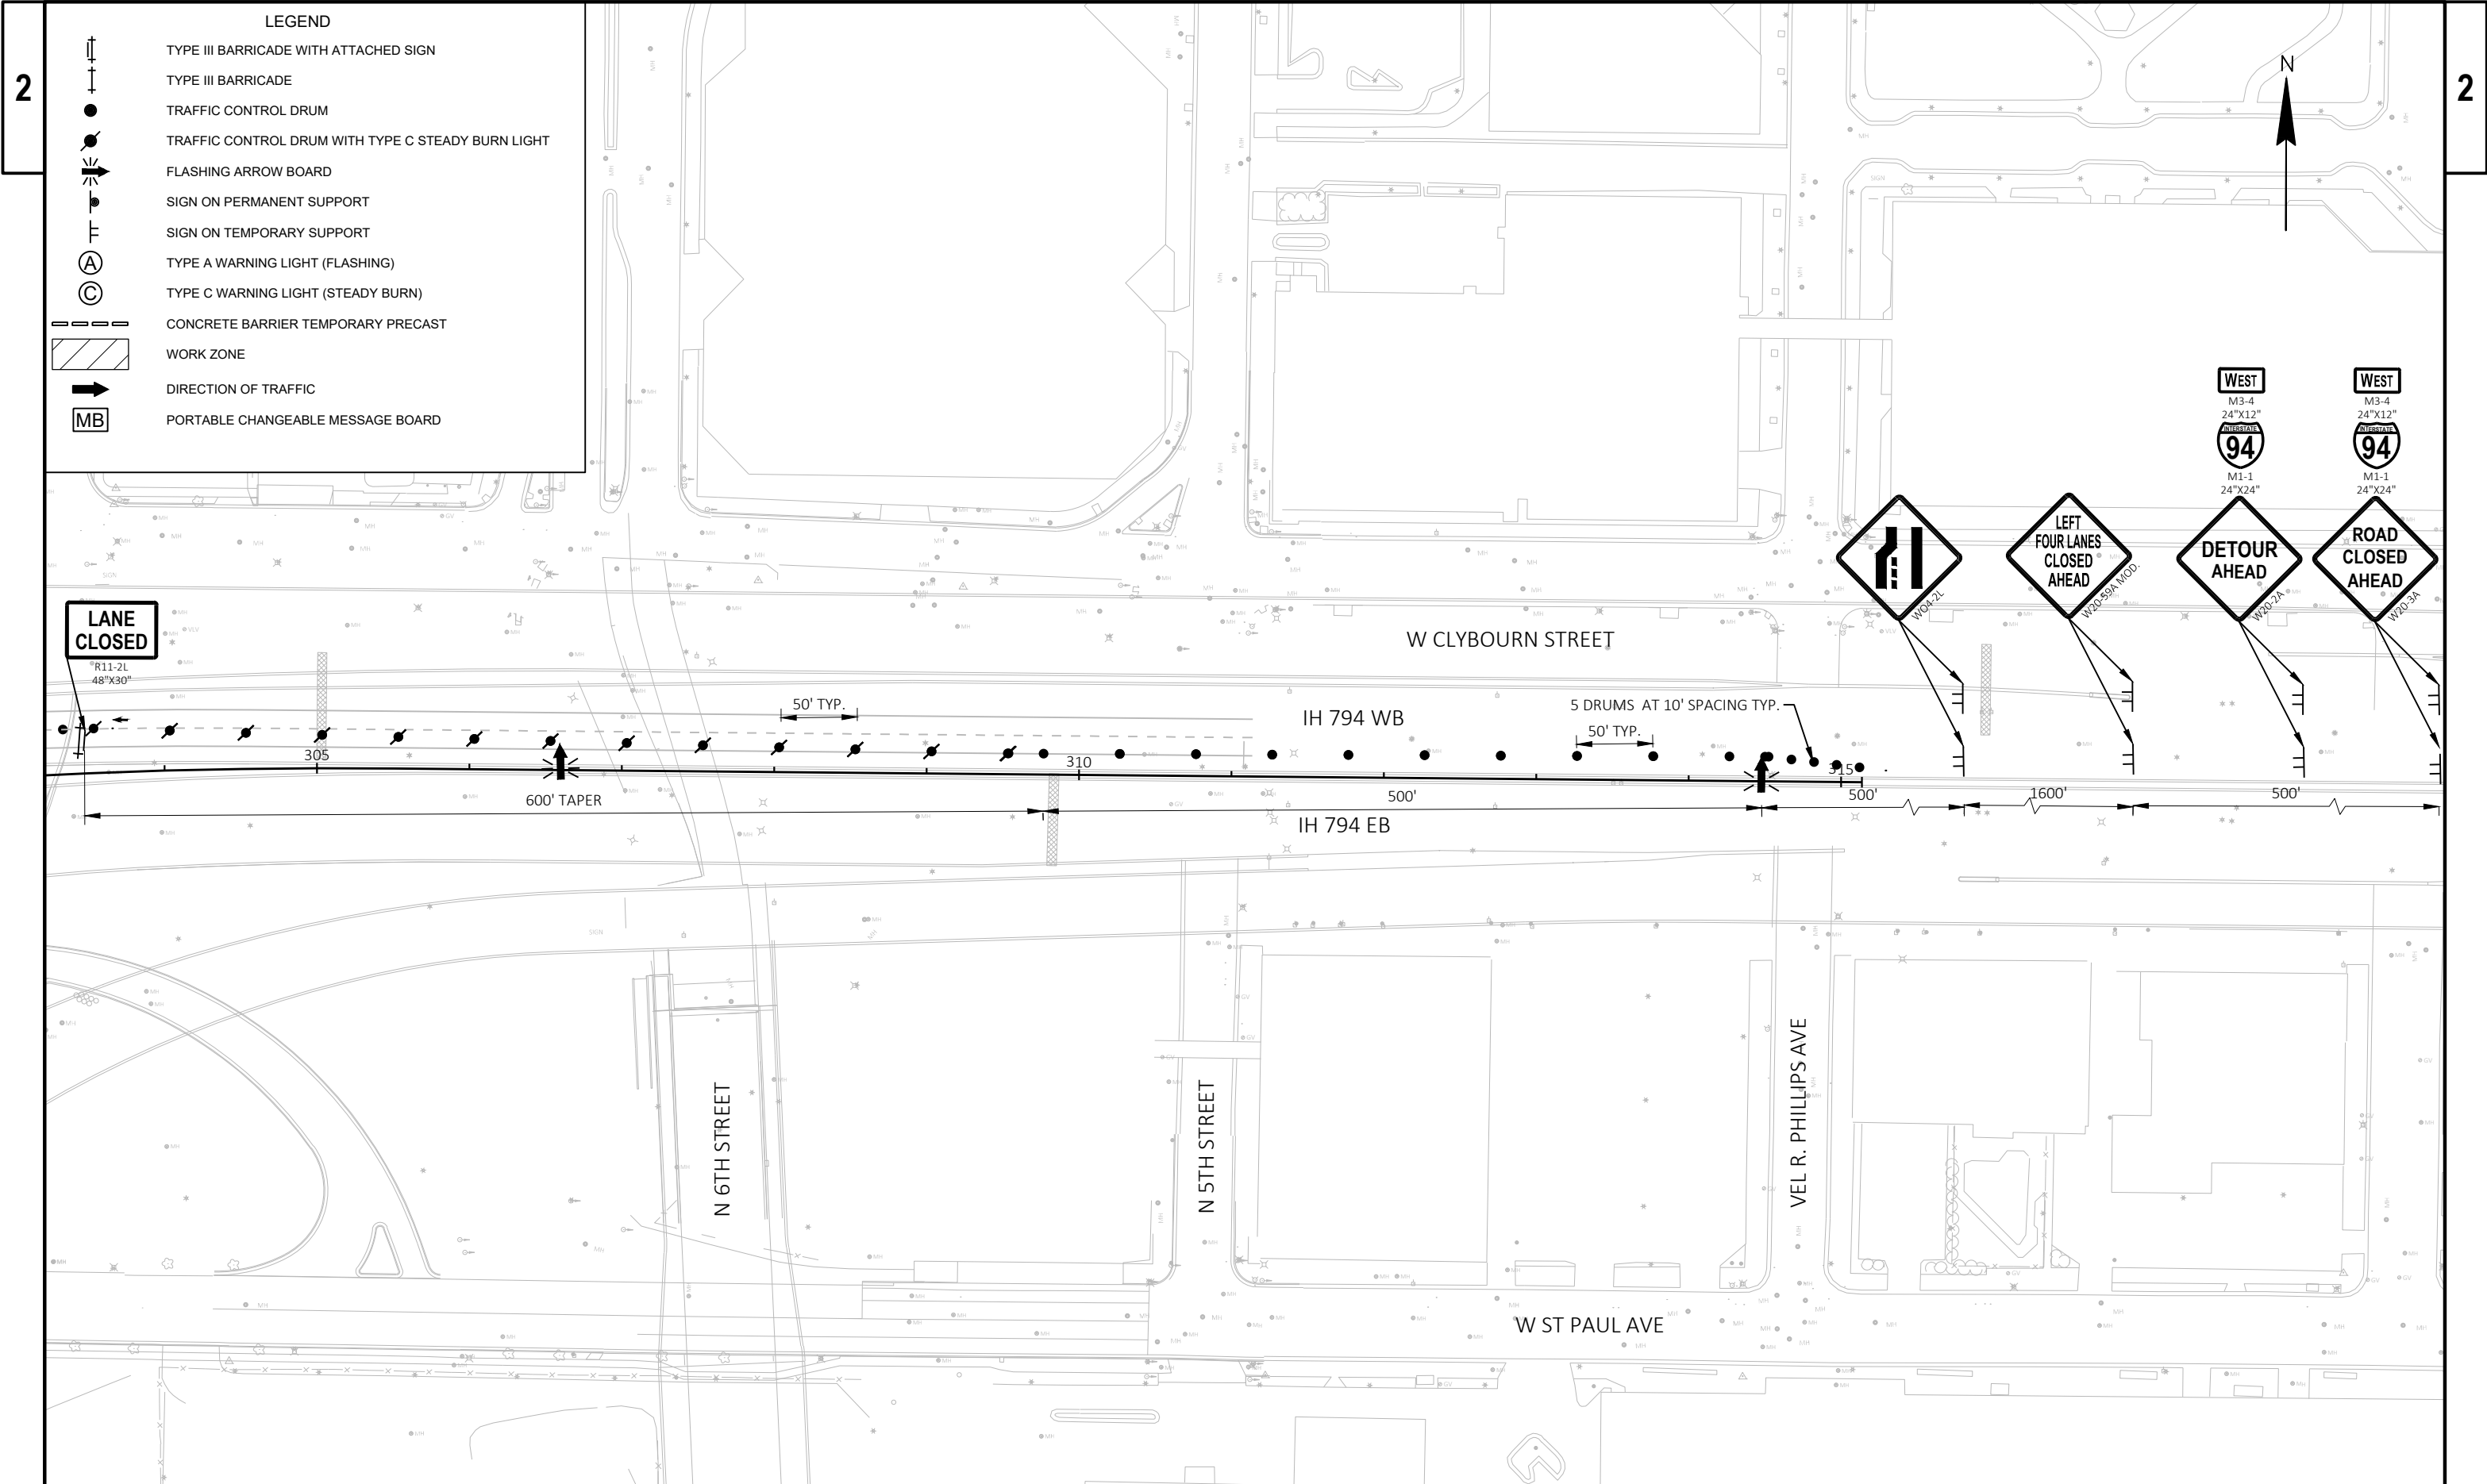 2
2
LEGEND
TYPE III BARRICADE WITH ATTACHED SIGN
TYPE III BARRICADE
TRAFFIC CONTROL DRUM
TRAFFIC CONTROL DRUM WITH TYPE C STEADY BURN LIGHT
FLASHING ARROW BOARD
SIGN ON PERMANENT SUPPORT
SIGN ON TEMPORARY SUPPORT
A TYPE A WARNING LIGHT (FLASHING)
C TYPE C WARNING LIGHT (STEADY BURN)
CONCRETE BARRIER TEMPORARY PRECAST
WORK ZONE
DIRECTION OF TRAFFIC
MB PORTABLE CHANGEABLE MESSAGE BOARD
N
WEST
M3-4
24"X12"
INTERSTATE
94
M1-1
24"X24"
WEST
M3-4
24"X12"
INTERSTATE
94
M1-1
24"X24"
W04-2L
LEFT
FOUR LANES
CLOSED
AHEAD
W20-59A MOD.
DETOUR
AHEAD
W20-2A
ROAD
CLOSED
AHEAD
W20-3A
LANE
CLOSED
R11-2L
48"X30"
W CLYBOURN STREET
50' TYP.
IH 794 WB
5 DRUMS AT 10' SPACING TYP.
50' TYP.
305
310
315
600' TAPER
500'
500'
1600'
500'
IH 794 EB
N 6TH STREET
N 5TH STREET
VEL R. PHILLIPS AVE
W ST PAUL AVE